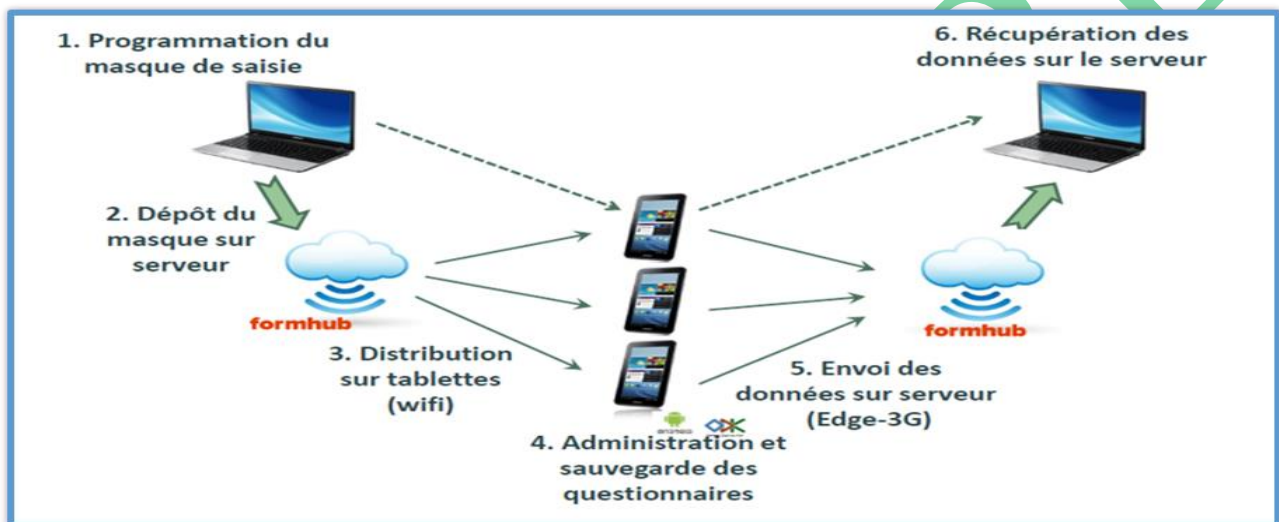 1. Programmation du
masque de saisie
6. Récupération des
données sur le serveur
2. Dépôt du
masque sur
serveur
formhub
formhub
3. Distribution
sur tablettes
(wifi)
5. Envoi des
données sur serveur
(Edge-3G)
4. Administration et
sauvegarde des
questionnaires